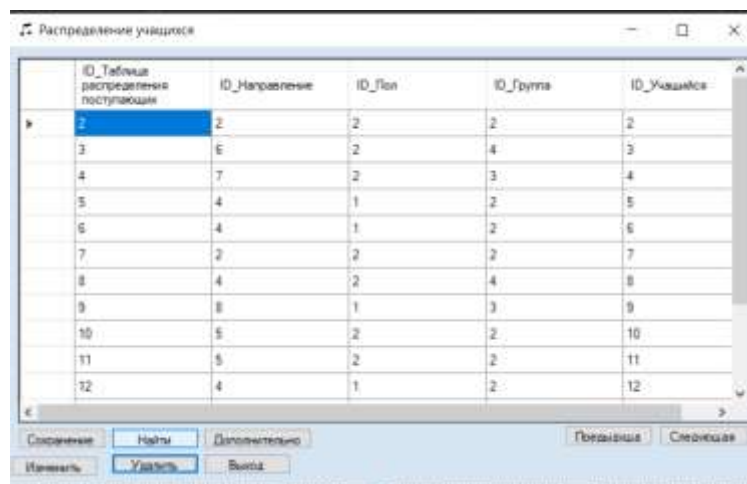 Распределение учащихся
ID_Таблица распределения поступающих ID_Направление ID_Пол ID_Группа ID_Учащийся
2 2 2 2 2
3 6 2 4 3
4 7 2 3 4
5 4 1 2 5
6 4 1 2 6
7 2 2 2 7
8 4 2 4 8
9 8 1 3 9
10 5 2 2 10
11 5 2 2 11
12 4 1 2 12
Сохранение Найти Дополнительно Предыдуща Следующая
Изменить Удалить Выход